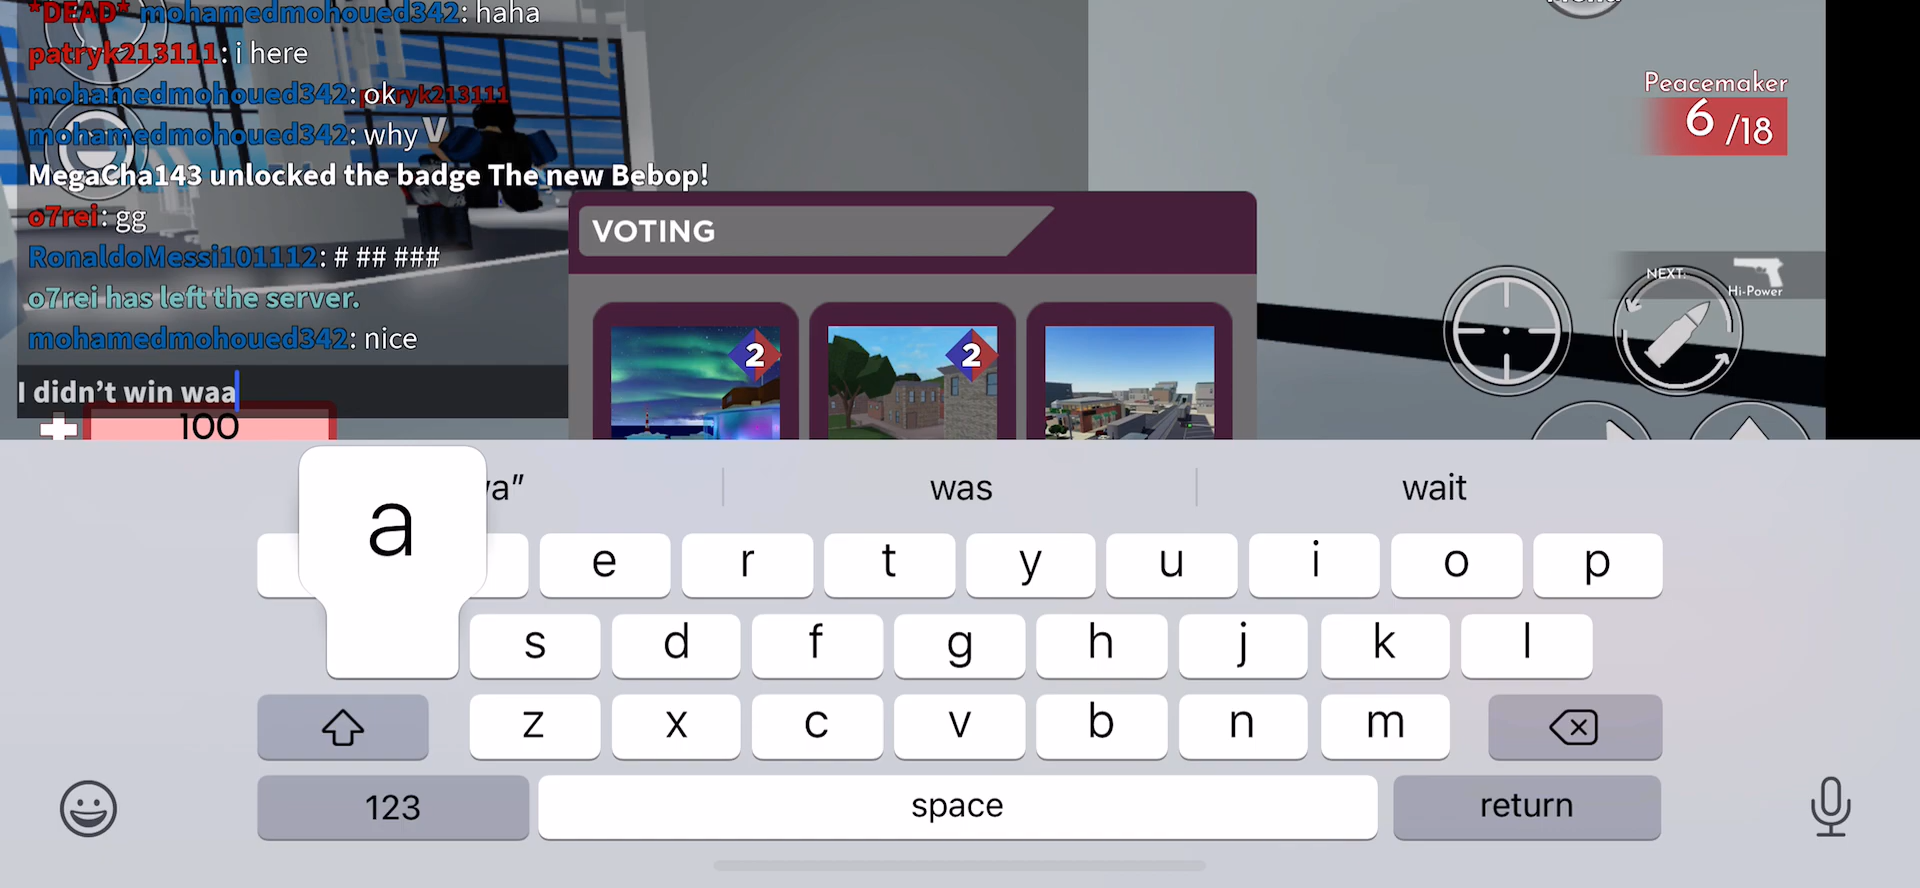 *DEAD* mohamedmohoued342: haha
patryk213111: i here
mohamedmohoued342: ok
patryk213111
mohamedmohoued342: why
V
MegaCha143 unlocked the badge The new Bebop!
o7rei: gg
RonaldoMessi101112: # ## ###
o7rei has left the server.
mohamedmohoued342: nice
I didn’t win waa
100
VOTING
2
2
Peacemaker
6 /18
NEXT:
Hi-Power
a
was
wait
e r t y u i o p
s d f g h j k l
z x c v b n m
123
space
return